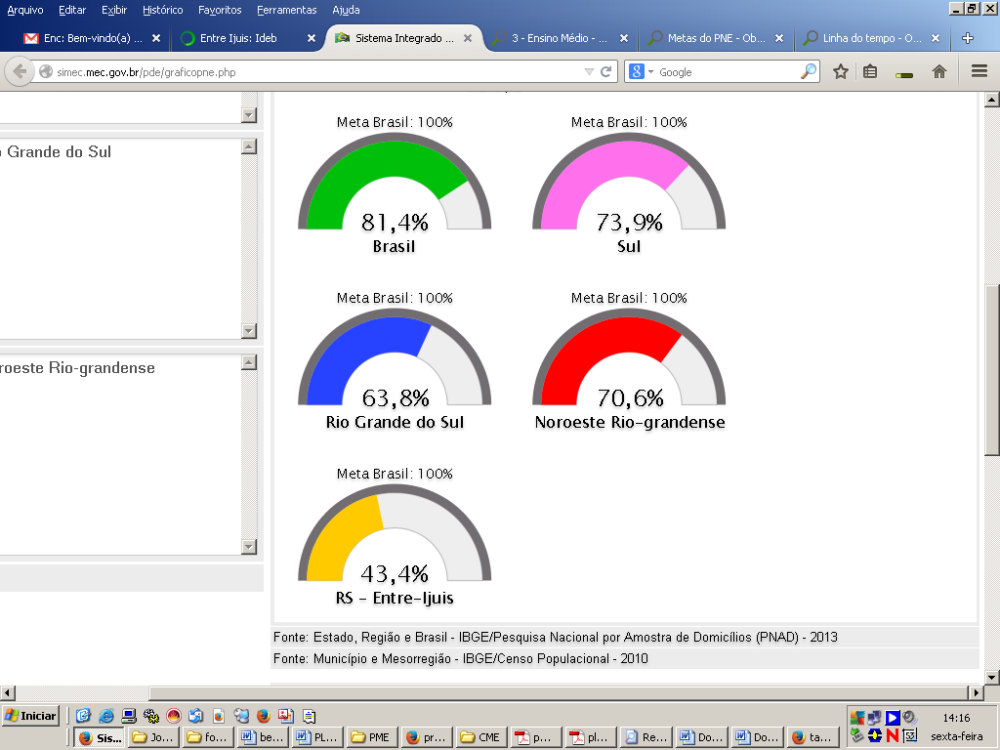 Arquivo Editar Exibir Histórico Favoritos Ferramentas Ajuda
Enc: Bem-vindo(a) ... Entre Ijuis: Ideb Sistema Integrado ... 3 - Ensino Médio - ... Metas do PNE - Ob... Linha do tempo - O...
simec.mec.gov.br/pde/graficopne.php Google
Grande do Sul
roeste Rio-grandense
Meta Brasil: 100% Meta Brasil: 100%
81,4% 73,9%
Brasil Sul
Meta Brasil: 100% Meta Brasil: 100%
63,8% 70,6%
Rio Grande do Sul Noroeste Rio-grandense
Meta Brasil: 100%
43,4%
RS - Entre-Ijuis
Fonte: Estado, Região e Brasil - IBGE/Pesquisa Nacional por Amostra de Domicílios (PNAD) - 2013
Fonte: Município e Mesorregião - IBGE/Censo Populacional - 2010
Iniciar 14:16
Sis... Jo... fo... be... PL... PME pr... CME p... pl... Re... Do... Do... ta... sexta-feira